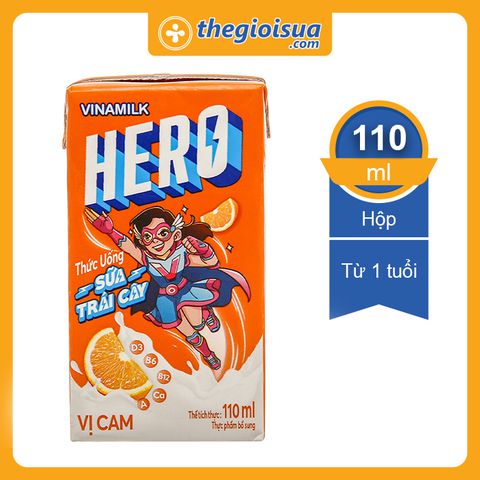 thegioisua
.com
VINAMILK
HERO
Thức Uống
SỮA
TRÁI CÂY
D3
B6
B12
A
Ca
VỊ CAM
Thể tích thực: 110 ml
Thực phẩm bổ sung
110
ml
Hộp
Từ 1 tuổi